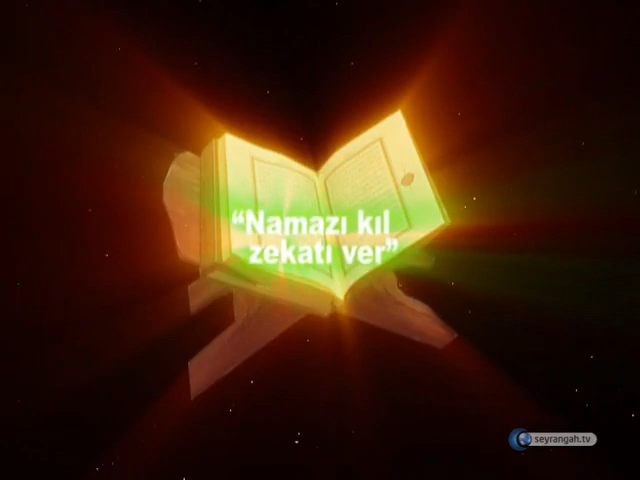 “Namazı kıl
zekatı ver”
seyrangah.tv